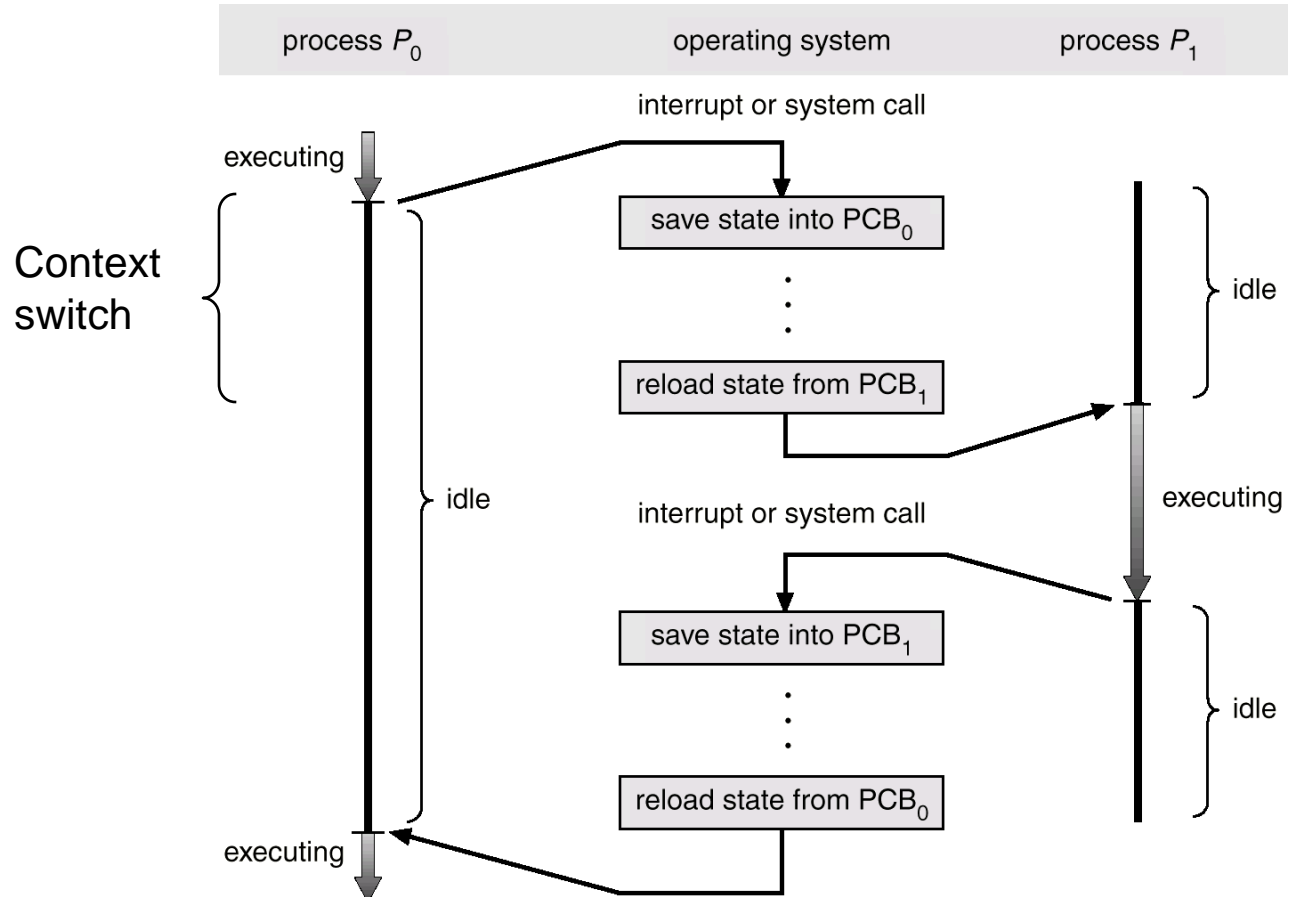 process P0 operating system process P1
interrupt or system call
executing
save state into PCB0
Context
switch
idle
reload state from PCB1
idle
interrupt or system call
executing
save state into PCB1
idle
reload state from PCB0
executing